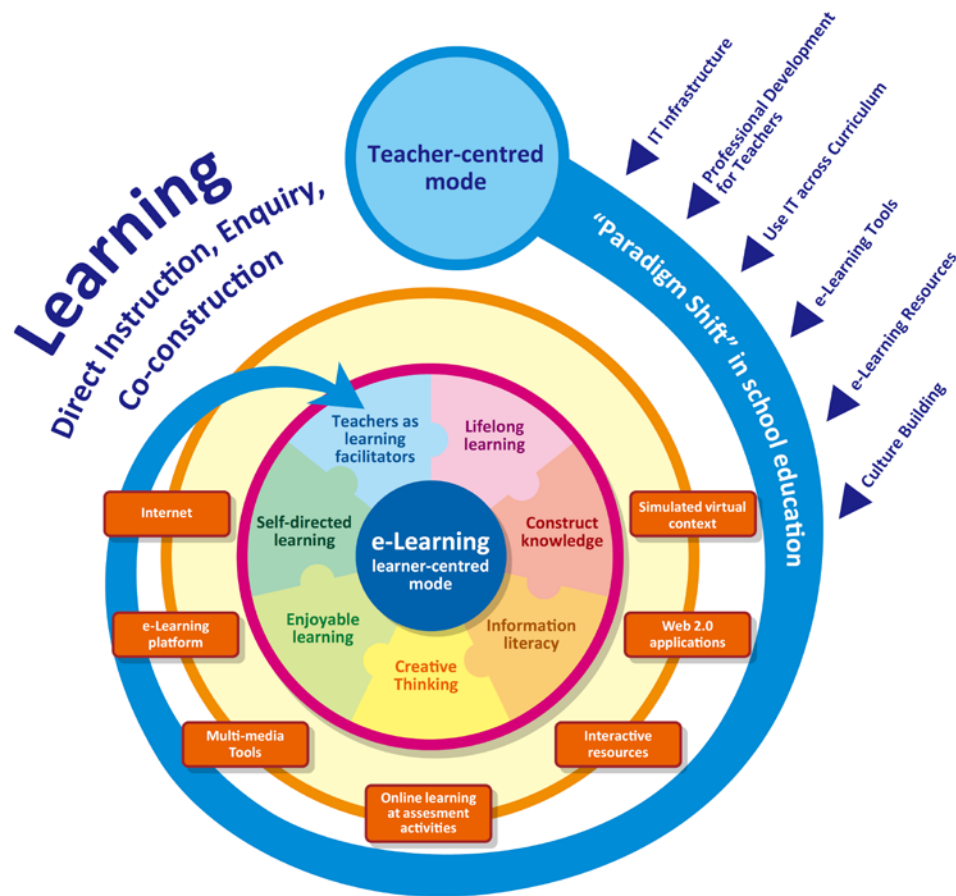 Learning
Direct Instruction, Enquiry,
Co-construction
Teacher-centred
mode
IT Infrastructure
Professional Development
for Teachers
Use IT across Curriculum
e-Learning Tools
e-Learning Resources
Culture Building
"Paradigm Shift" in school education
Teachers as
learning
facilitators
Lifelong
learning
Self-directed
learning
Construct
knowledge
e-Learning
learner-centred
mode
Enjoyable
learning
Information
literacy
Creative
Thinking
Internet
Simulated virtual
context
e-Learning
platform
Web 2.0
applications
Multi-media
Tools
Interactive
resources
Online learning
at assesment
activities